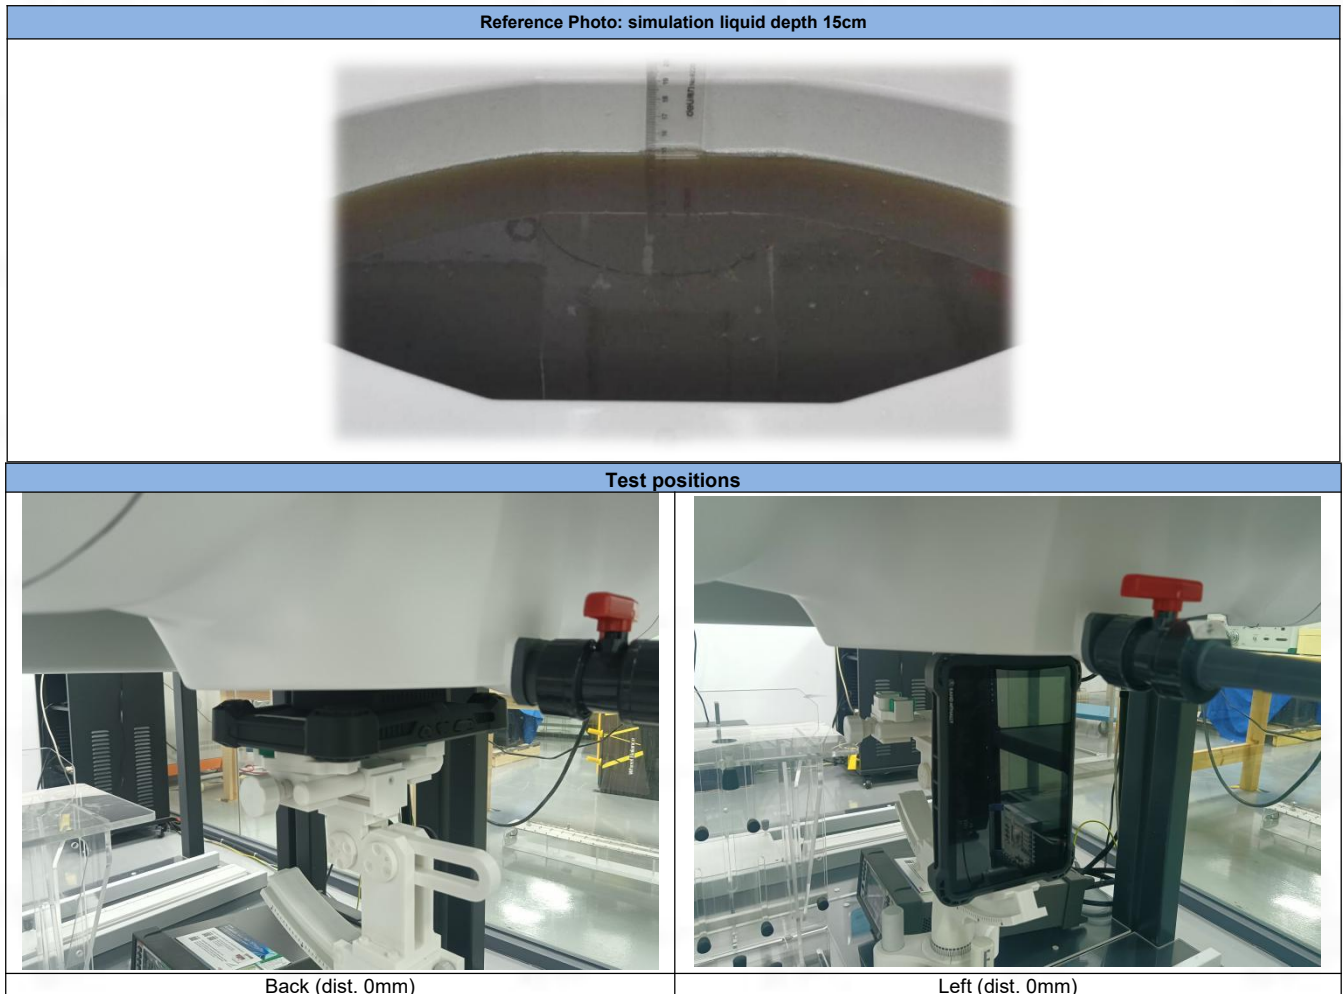 Reference Photo: simulation liquid depth 15cm
Test positions
Back (dist. 0mm)
Left (dist. 0mm)